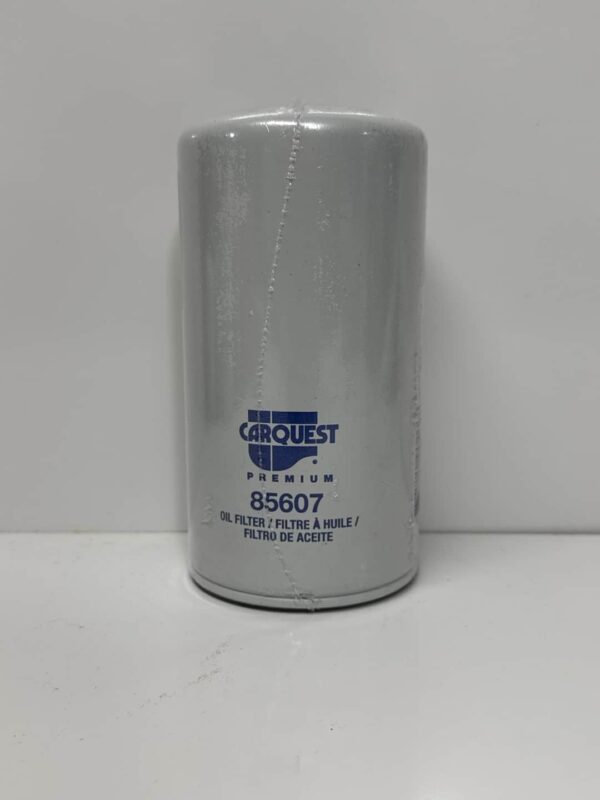 CARQUEST
PREMIUM
85607
OIL FILTER / FILTRE À HUILE /
FILTRO DE ACEITE